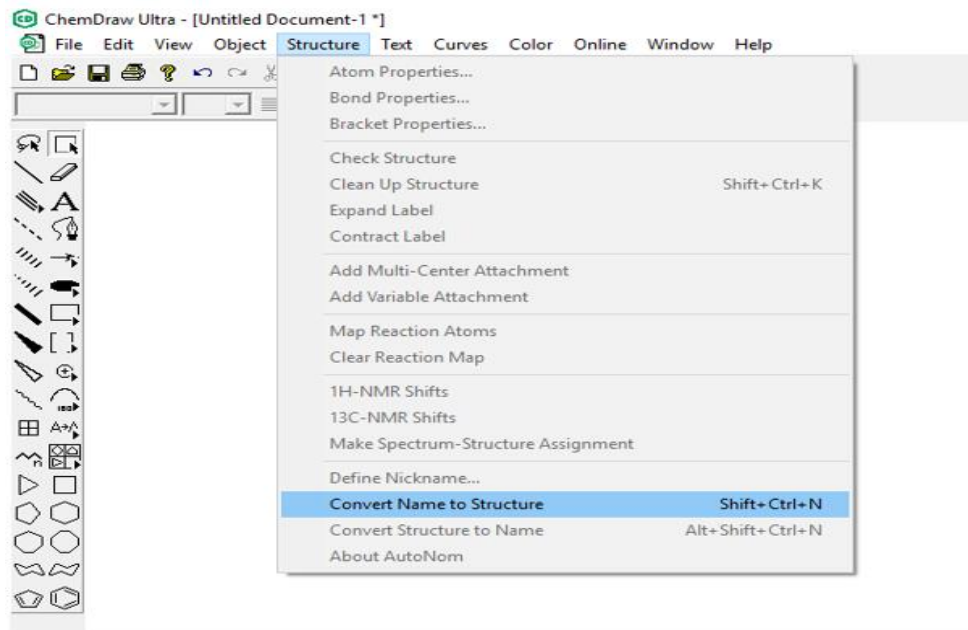 ChemDraw Ultra - [Untitled Document-1 *]
File Edit View Object Structure Text Curves Color Online Window Help
Atom Properties...
Bond Properties...
Bracket Properties...
Check Structure
Clean Up Structure Shift+Ctrl+K
Expand Label
Contract Label
Add Multi-Center Attachment
Add Variable Attachment
Map Reaction Atoms
Clear Reaction Map
1H-NMR Shifts
13C-NMR Shifts
Make Spectrum-Structure Assignment
Define Nickname...
Convert Name to Structure Shift+Ctrl+N
Convert Structure to Name Alt+Shift+Ctrl+N
About AutoNom